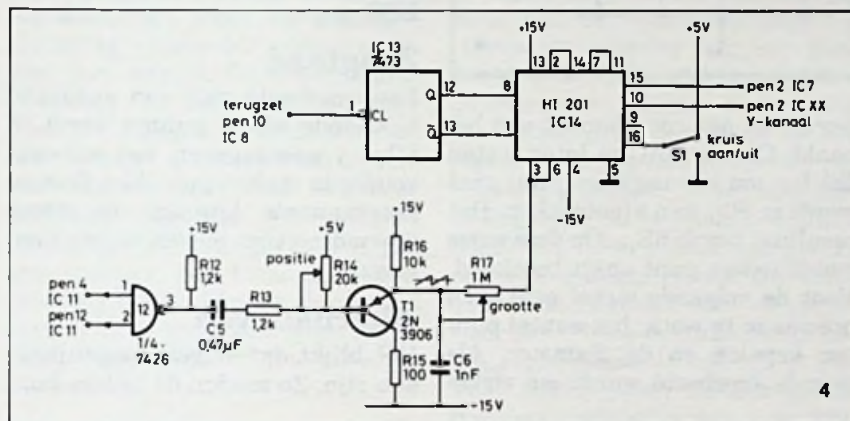 IC 13
7473
terugzet
pen 10
IC 8
1
CL
Q
12
Q̄
13
+15V
13
2
14
7
11
8
1
HI 201
IC14
15
10
9
16
3
6
4
5
-15V
+5V
pen 2 IC7
pen 2 IC XX
Y-kanaal
kruis
aan/uit
S1
pen 4
IC 11
pen12
IC11
1
2
12
3
1/4-
7426
+15V
R12
1,2k
C5
0,47µF
R13
1,2k
+5V
positie
R14
20k
+15V
R16
10k
R17
1M
grootte
T1
2N
3906
R15
100
C6
1nF
-15V
4